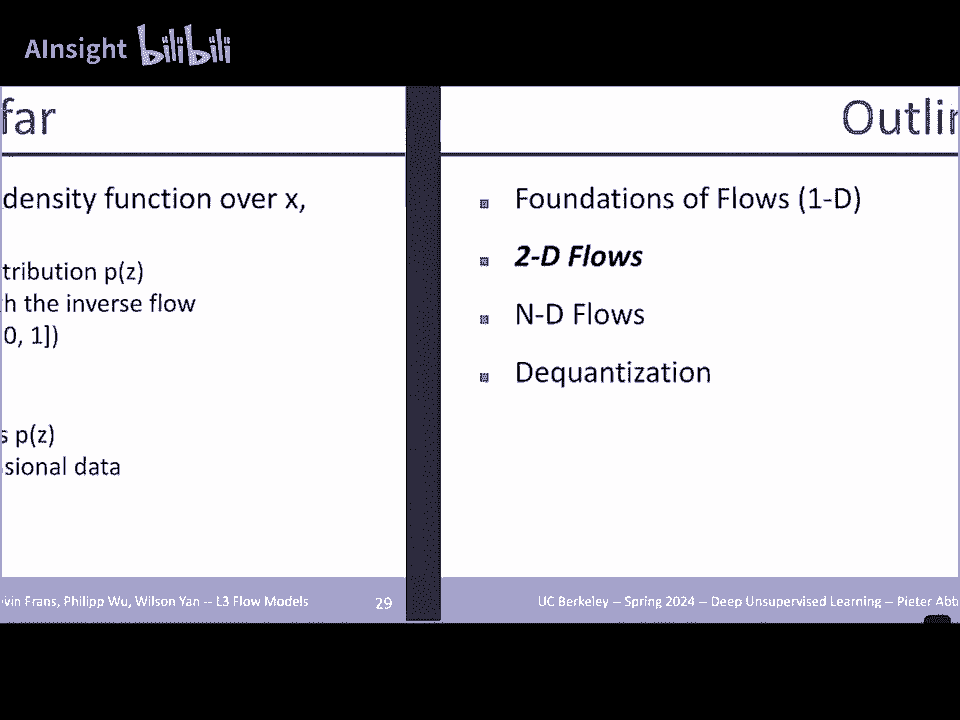 AInsight bilibili
far
density function over x,
tribution p(z)
h the inverse flow
0, 1])
s p(z)
sional data
vin Frans, Philipp Wu, Wilson Yan -- L3 Flow Models
29
Outlin
Foundations of Flows (1-D)
2-D Flows
N-D Flows
Dequantization
UC Berkeley -- Spring 2024 -- Deep Unsupervised Learning -- Pieter Abb